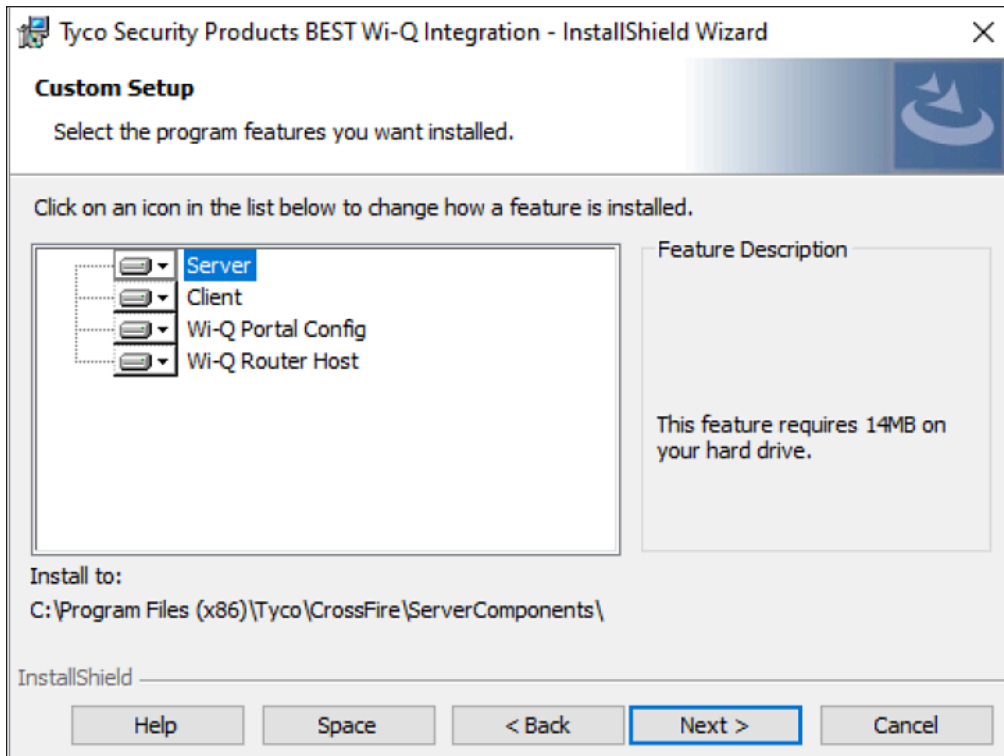 Tyco Security Products BEST Wi-Q Integration - InstallShield Wizard
Custom Setup
Select the program features you want installed.
Click on an icon in the list below to change how a feature is installed.
Server
Client
Wi-Q Portal Config
Wi-Q Router Host
Feature Description
This feature requires 14MB on
your hard drive.
Install to:
C:\Program Files (x86)\Tyco\CrossFire\ServerComponents\
InstallShield
Help
Space
< Back
Next >
Cancel